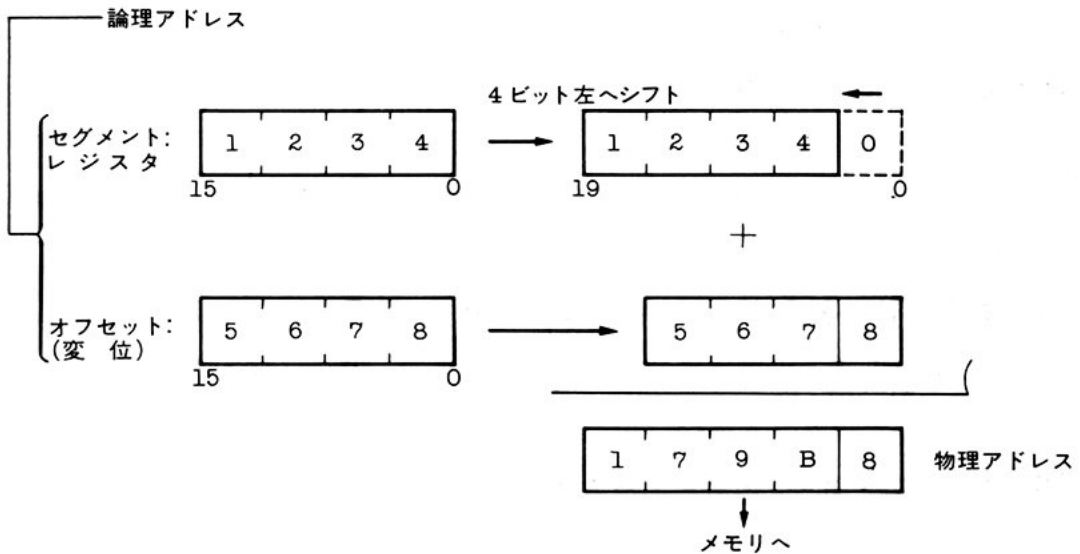 論理アドレス
4ビット左へシフト
セグメント:
レジスタ
1 2 3 4
1 2 3 4 0
15 0
19 0
+
オフセット:
(変 位)
5 6 7 8
5 6 7 8
15 0
1 7 9 B 8
物理アドレス
メモリへ